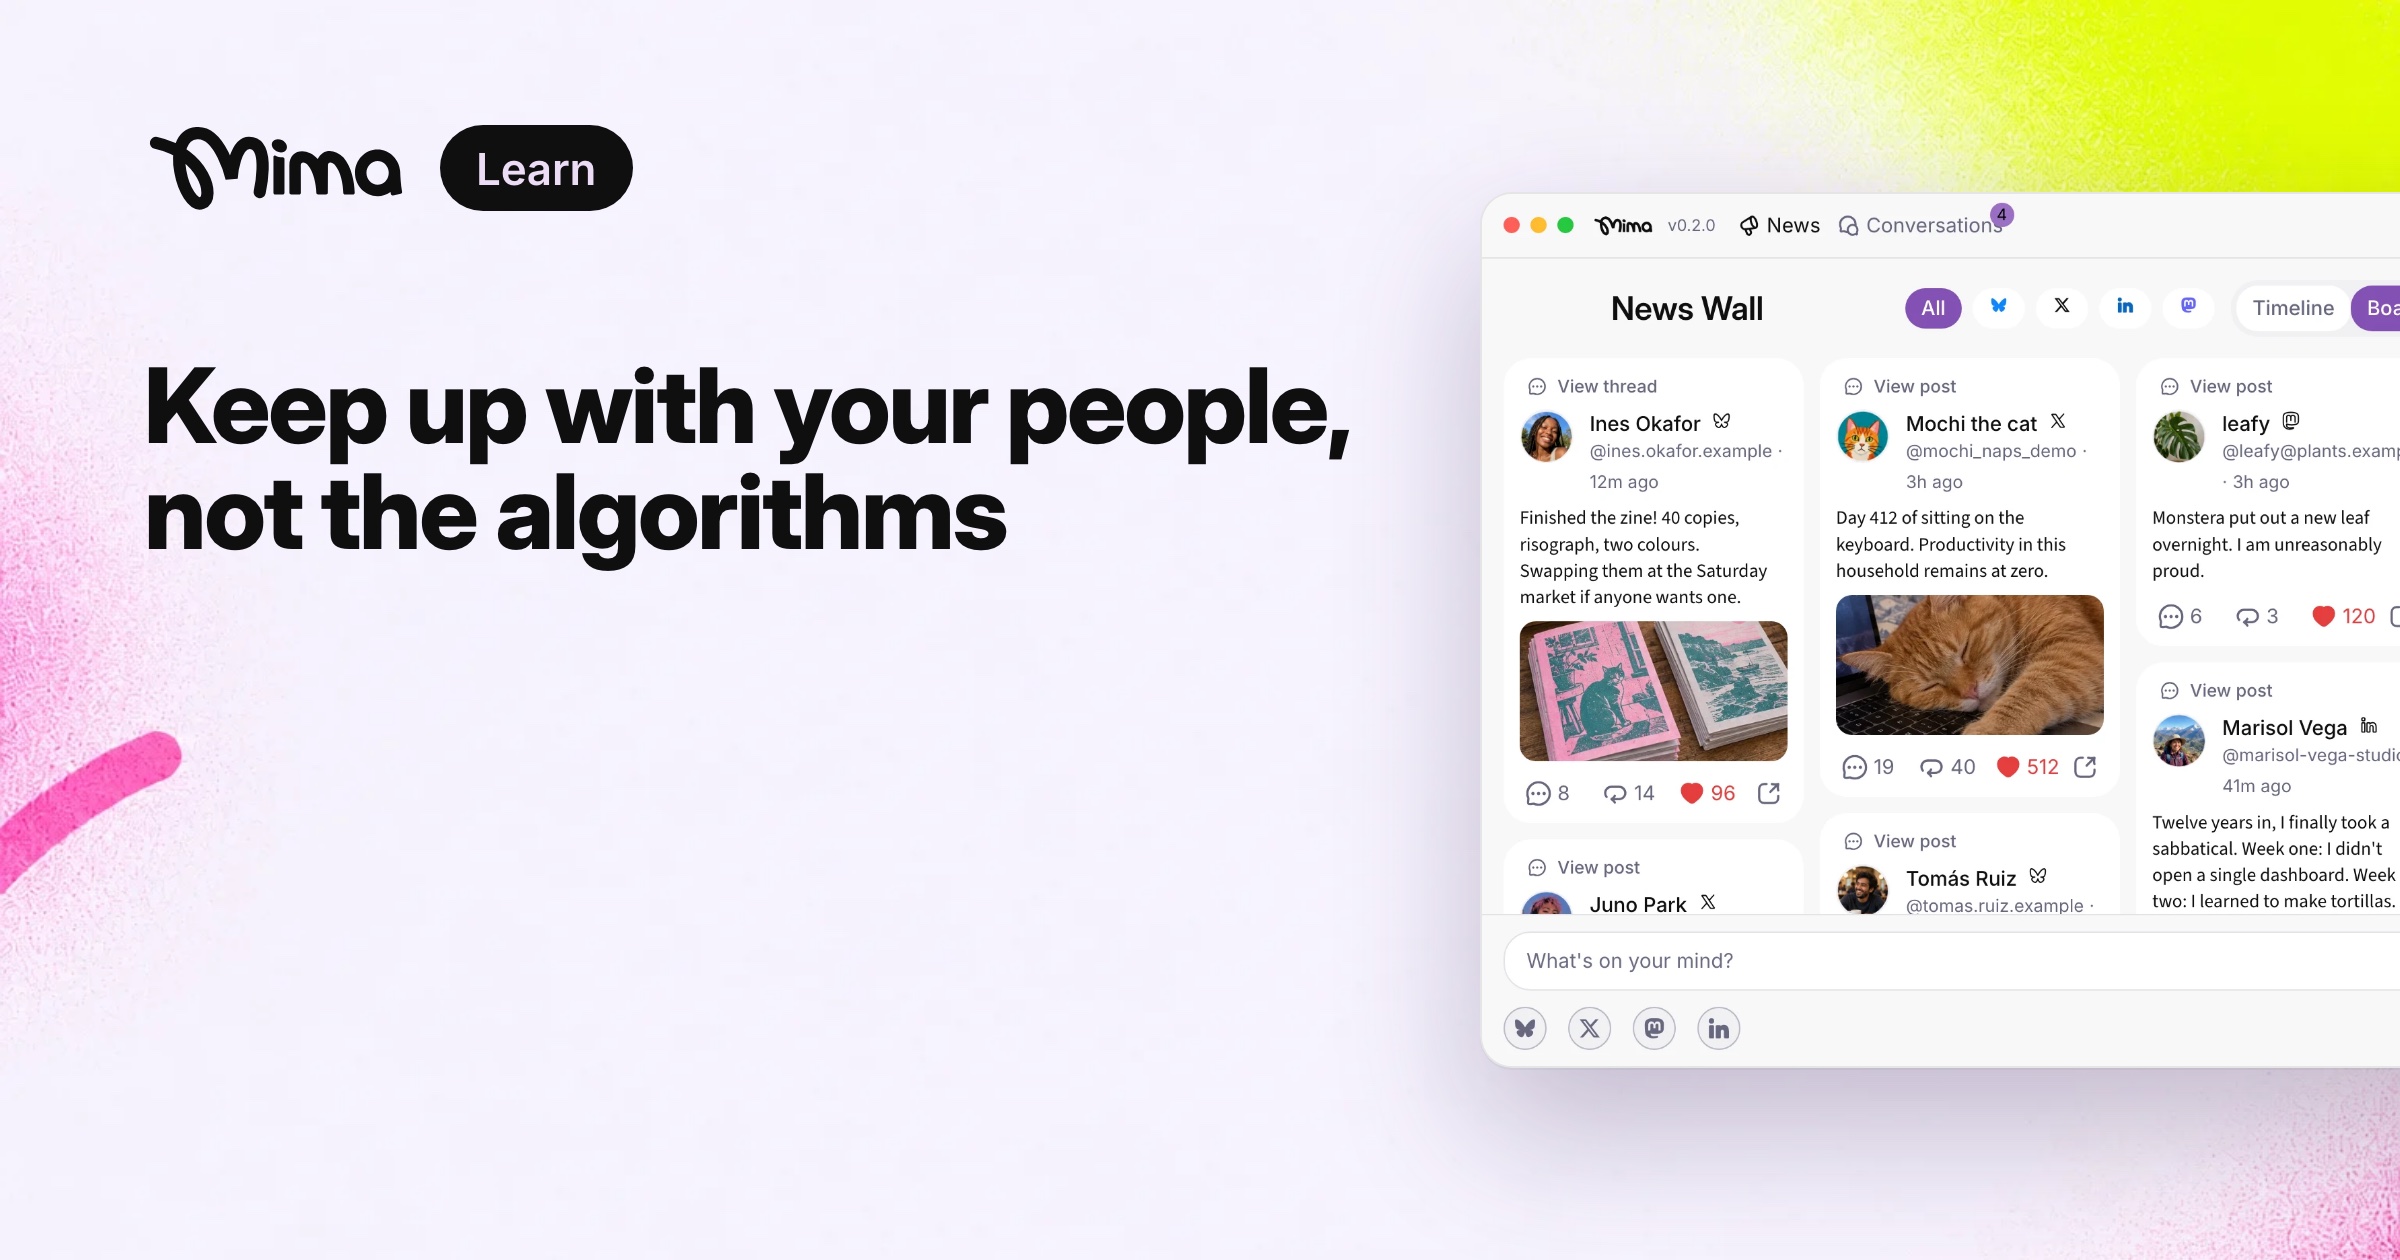 Mima Learn
Keep up with your people,
not the algorithms
Mima v0.2.0 News Conversations 4
News Wall
All Timeline
View thread
Ines Okafor
@ines.okafor.example ·
12m ago
Finished the zine! 40 copies,
risograph, two colours.
Swapping them at the Saturday
market if anyone wants one.
8 14 96
View post
Juno Park
View post
Mochi the cat
@mochi_naps_demo ·
3h ago
Day 412 of sitting on the
keyboard. Productivity in this
household remains at zero.
19 40 512
View post
Tomás Ruiz
@tomas.ruiz.example ·
View post
leafy
@leafy@plants.examp
· 3h ago
Monstera put out a new leaf
overnight. I am unreasonably
proud.
6 3 120
View post
Marisol Vega
@marisol-vega-studio
41m ago
Twelve years in, I finally took a
sabbatical. Week one: I didn't
open a single dashboard. Week
two: I learned to make tortillas.
What's on your mind?